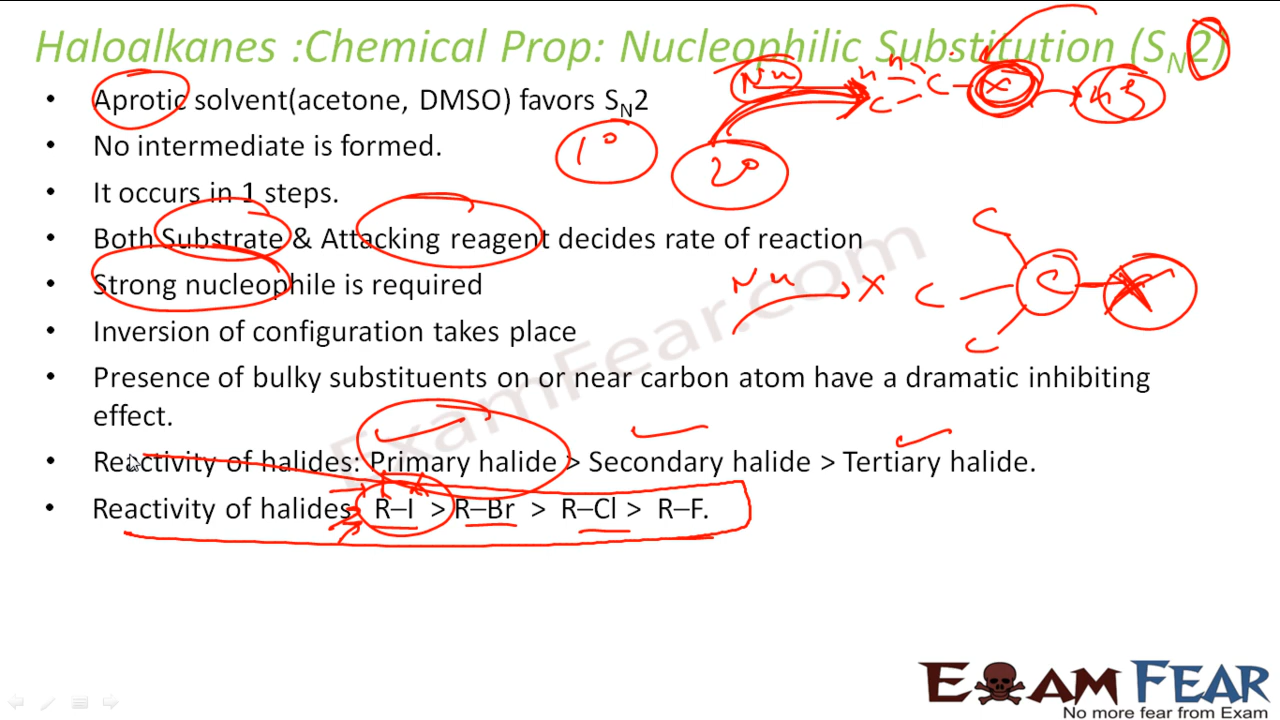 Haloalkanes :Chemical Prop: Nucleophilic Substitution (SN2)
• Aprotic solvent(acetone, DMSO) favors SN2
• No intermediate is formed.
• It occurs in 1 steps.
• Both Substrate & Attacking reagent decides rate of reaction
• Strong nucleophile is required
• Inversion of configuration takes place
• Presence of bulky substituents on or near carbon atom have a dramatic inhibiting
effect.
• Reactivity of halides: Primary halide > Secondary halide > Tertiary halide.
• Reactivity of halides: R–I > R–Br > R–Cl > R–F.
Nu
C
C
X
1°
2°
C
Nu
X
C
C
X
C
ExamFear.com
EXAM FEAR
No more fear from Exam